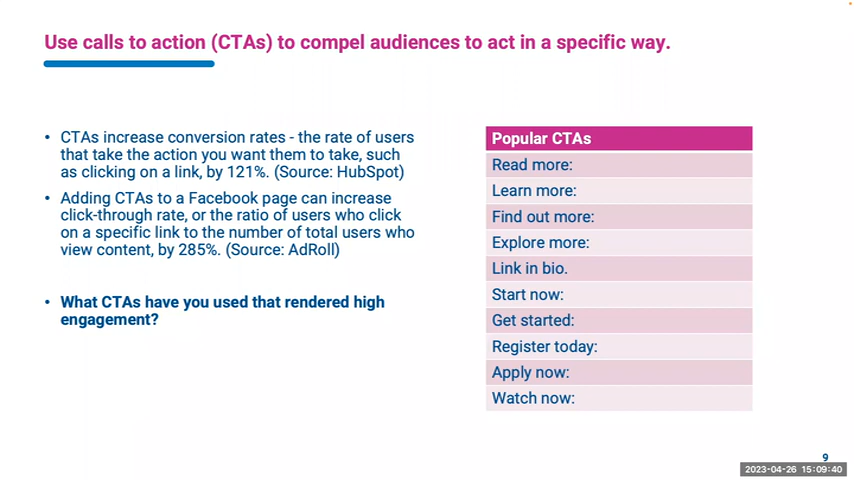 Use calls to action (CTAs) to compel audiences to act in a specific way.
• CTAs increase conversion rates - the rate of users
that take the action you want them to take, such
as clicking on a link, by 121%. (Source: HubSpot)
• Adding CTAs to a Facebook page can increase
click-through rate, or the ratio of users who click
on a specific link to the number of total users who
view content, by 285%. (Source: AdRoll)
• What CTAs have you used that rendered high
engagement?
Popular CTAs
Read more:
Learn more:
Find out more:
Explore more:
Link in bio.
Start now:
Get started:
Register today:
Apply now:
Watch now:
9
2023-04-26 15:09:40